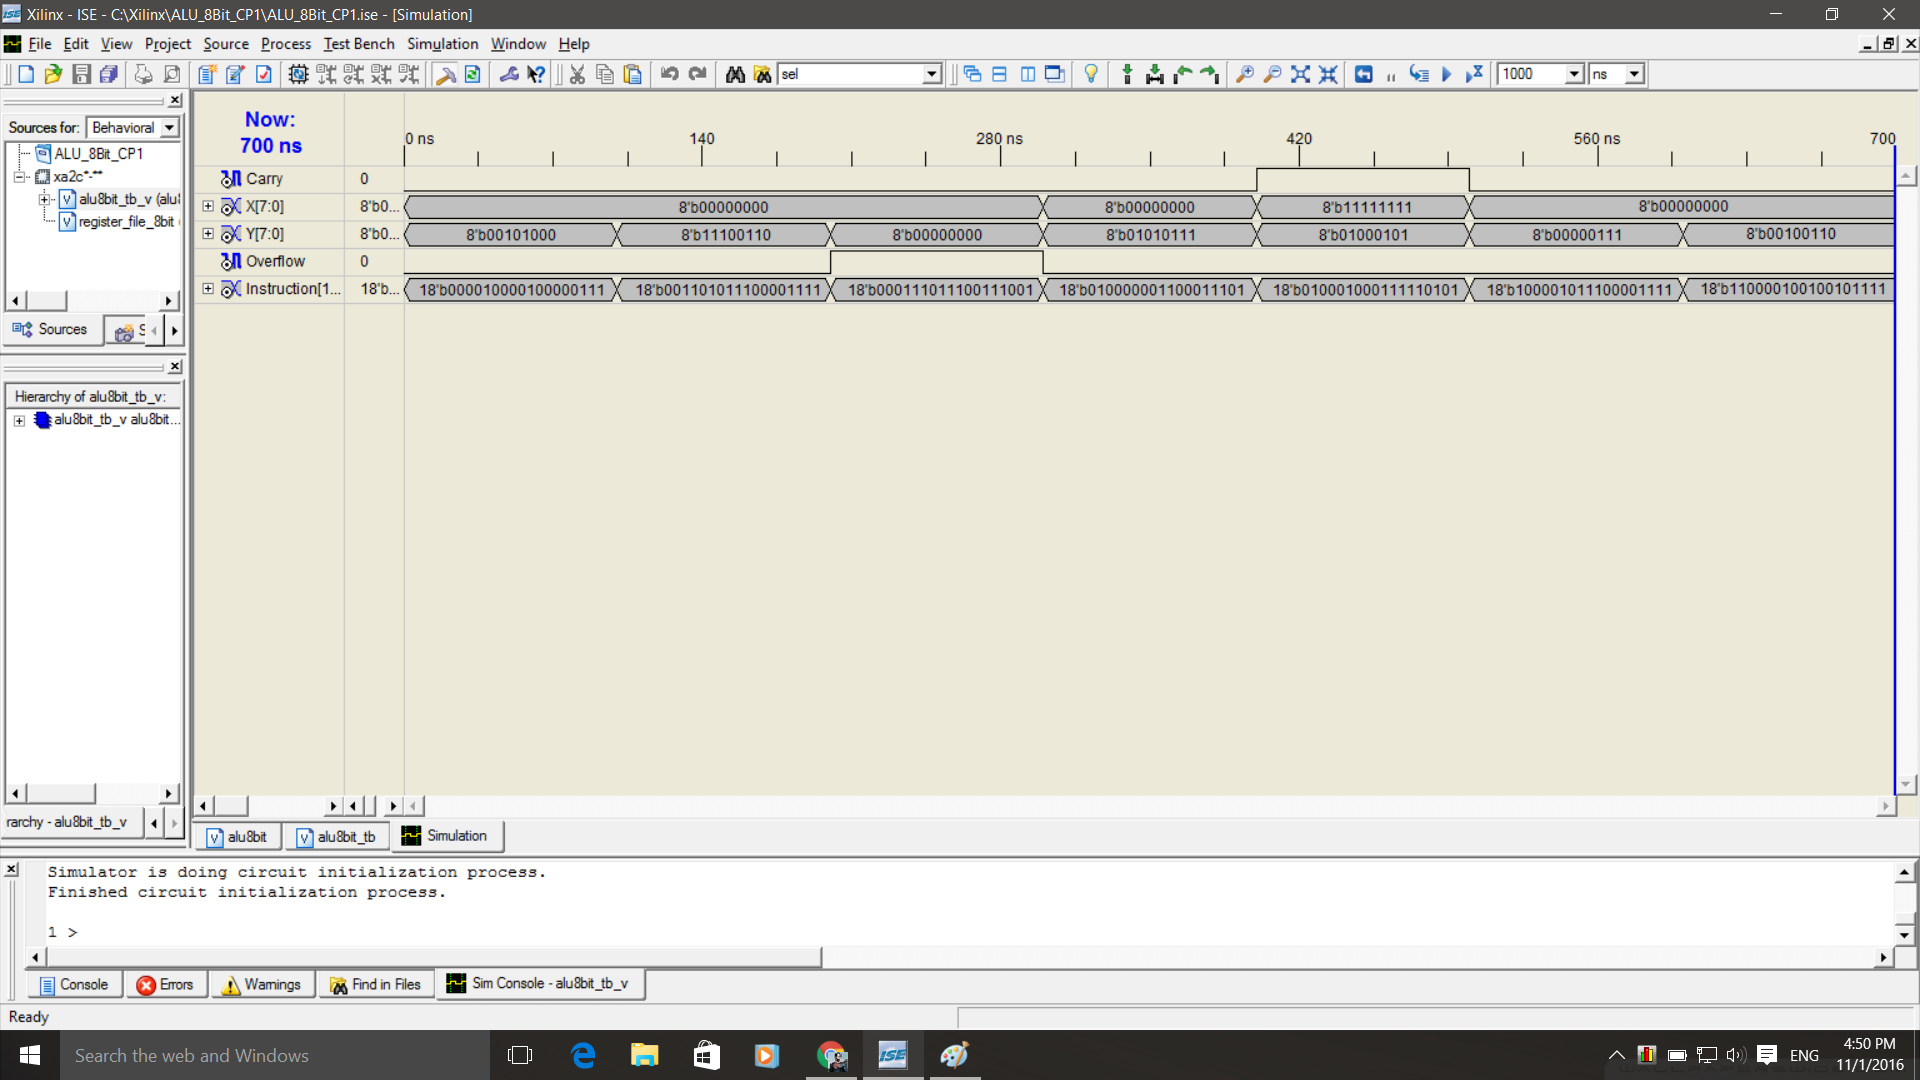 Xilinx - ISE - C:\Xilinx\ALU_8Bit_CP1\ALU_8Bit_CP1.ise - [Simulation]
File Edit View Project Source Process Test Bench Simulation Window Help
sel 1000 ns
Sources for: Behavioral
ALU_8Bit_CP1
xa2c*-**
alu8bit_tb_v (alu8
register_file_8bit
Sources
Hierarchy of alu8bit_tb_v:
alu8bit_tb_v alu8bit...
rarchy - alu8bit_tb_v
Now:
700 ns
0 ns 140 280 ns 420 560 ns 700
Carry 0
X[7:0] 8'b0... 8'b00000000 8'b00000000 8'b11111111 8'b00000000
Y[7:0] 8'b0... 8'b00101000 8'b11100110 8'b00000000 8'b01010111 8'b01000101 8'b00000111 8'b00100110
Overflow 0
Instruction[1... 18'b... 18'b000010000100000111 18'b001101011100001111 18'b000111011100111001 18'b010000001100011101 18'b010001000111110101 18'b100001011100001111 18'b110000100100101111
alu8bit alu8bit_tb Simulation
Simulator is doing circuit initialization process.
Finished circuit initialization process.
1 >
Console Errors Warnings Find in Files Sim Console - alu8bit_tb_v
Ready
Search the web and Windows
ISE
ENG
4:50 PM
11/1/2016